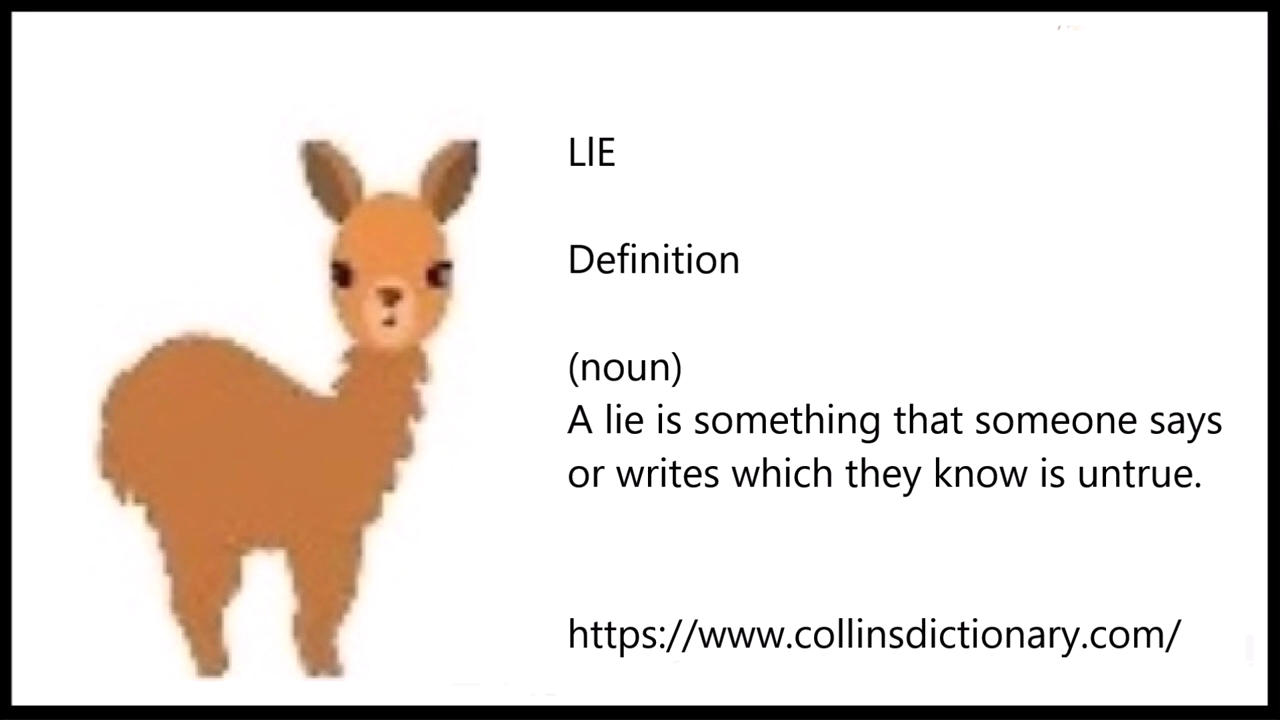 LIE
Definition
(noun)
A lie is something that someone says
or writes which they know is untrue.
https://www.collinsdictionary.com/